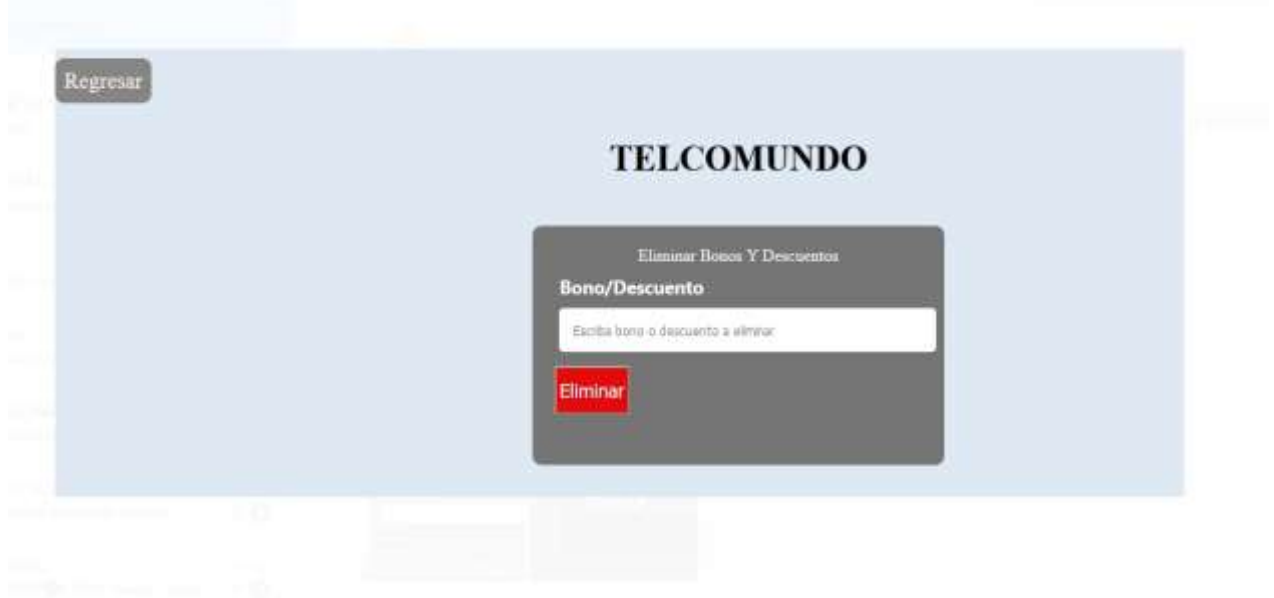 Regresar
TELCOMUNDO
Eliminar Bonos Y Descuentos
Bono/Descuento
Escriba bono o descuento a eliminar
Eliminar